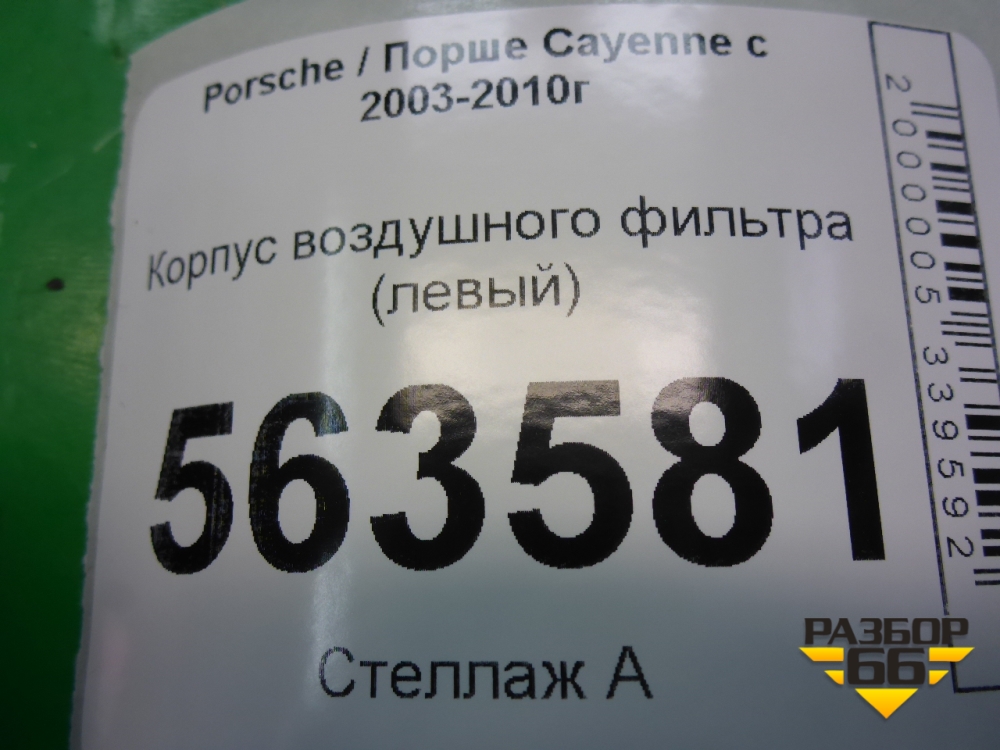 Porsche / Порше Cayenne с
2003-2010г
Корпус воздушного фильтра
(левый)
563581
Стеллаж А
2000005339592
РАЗБОР
66